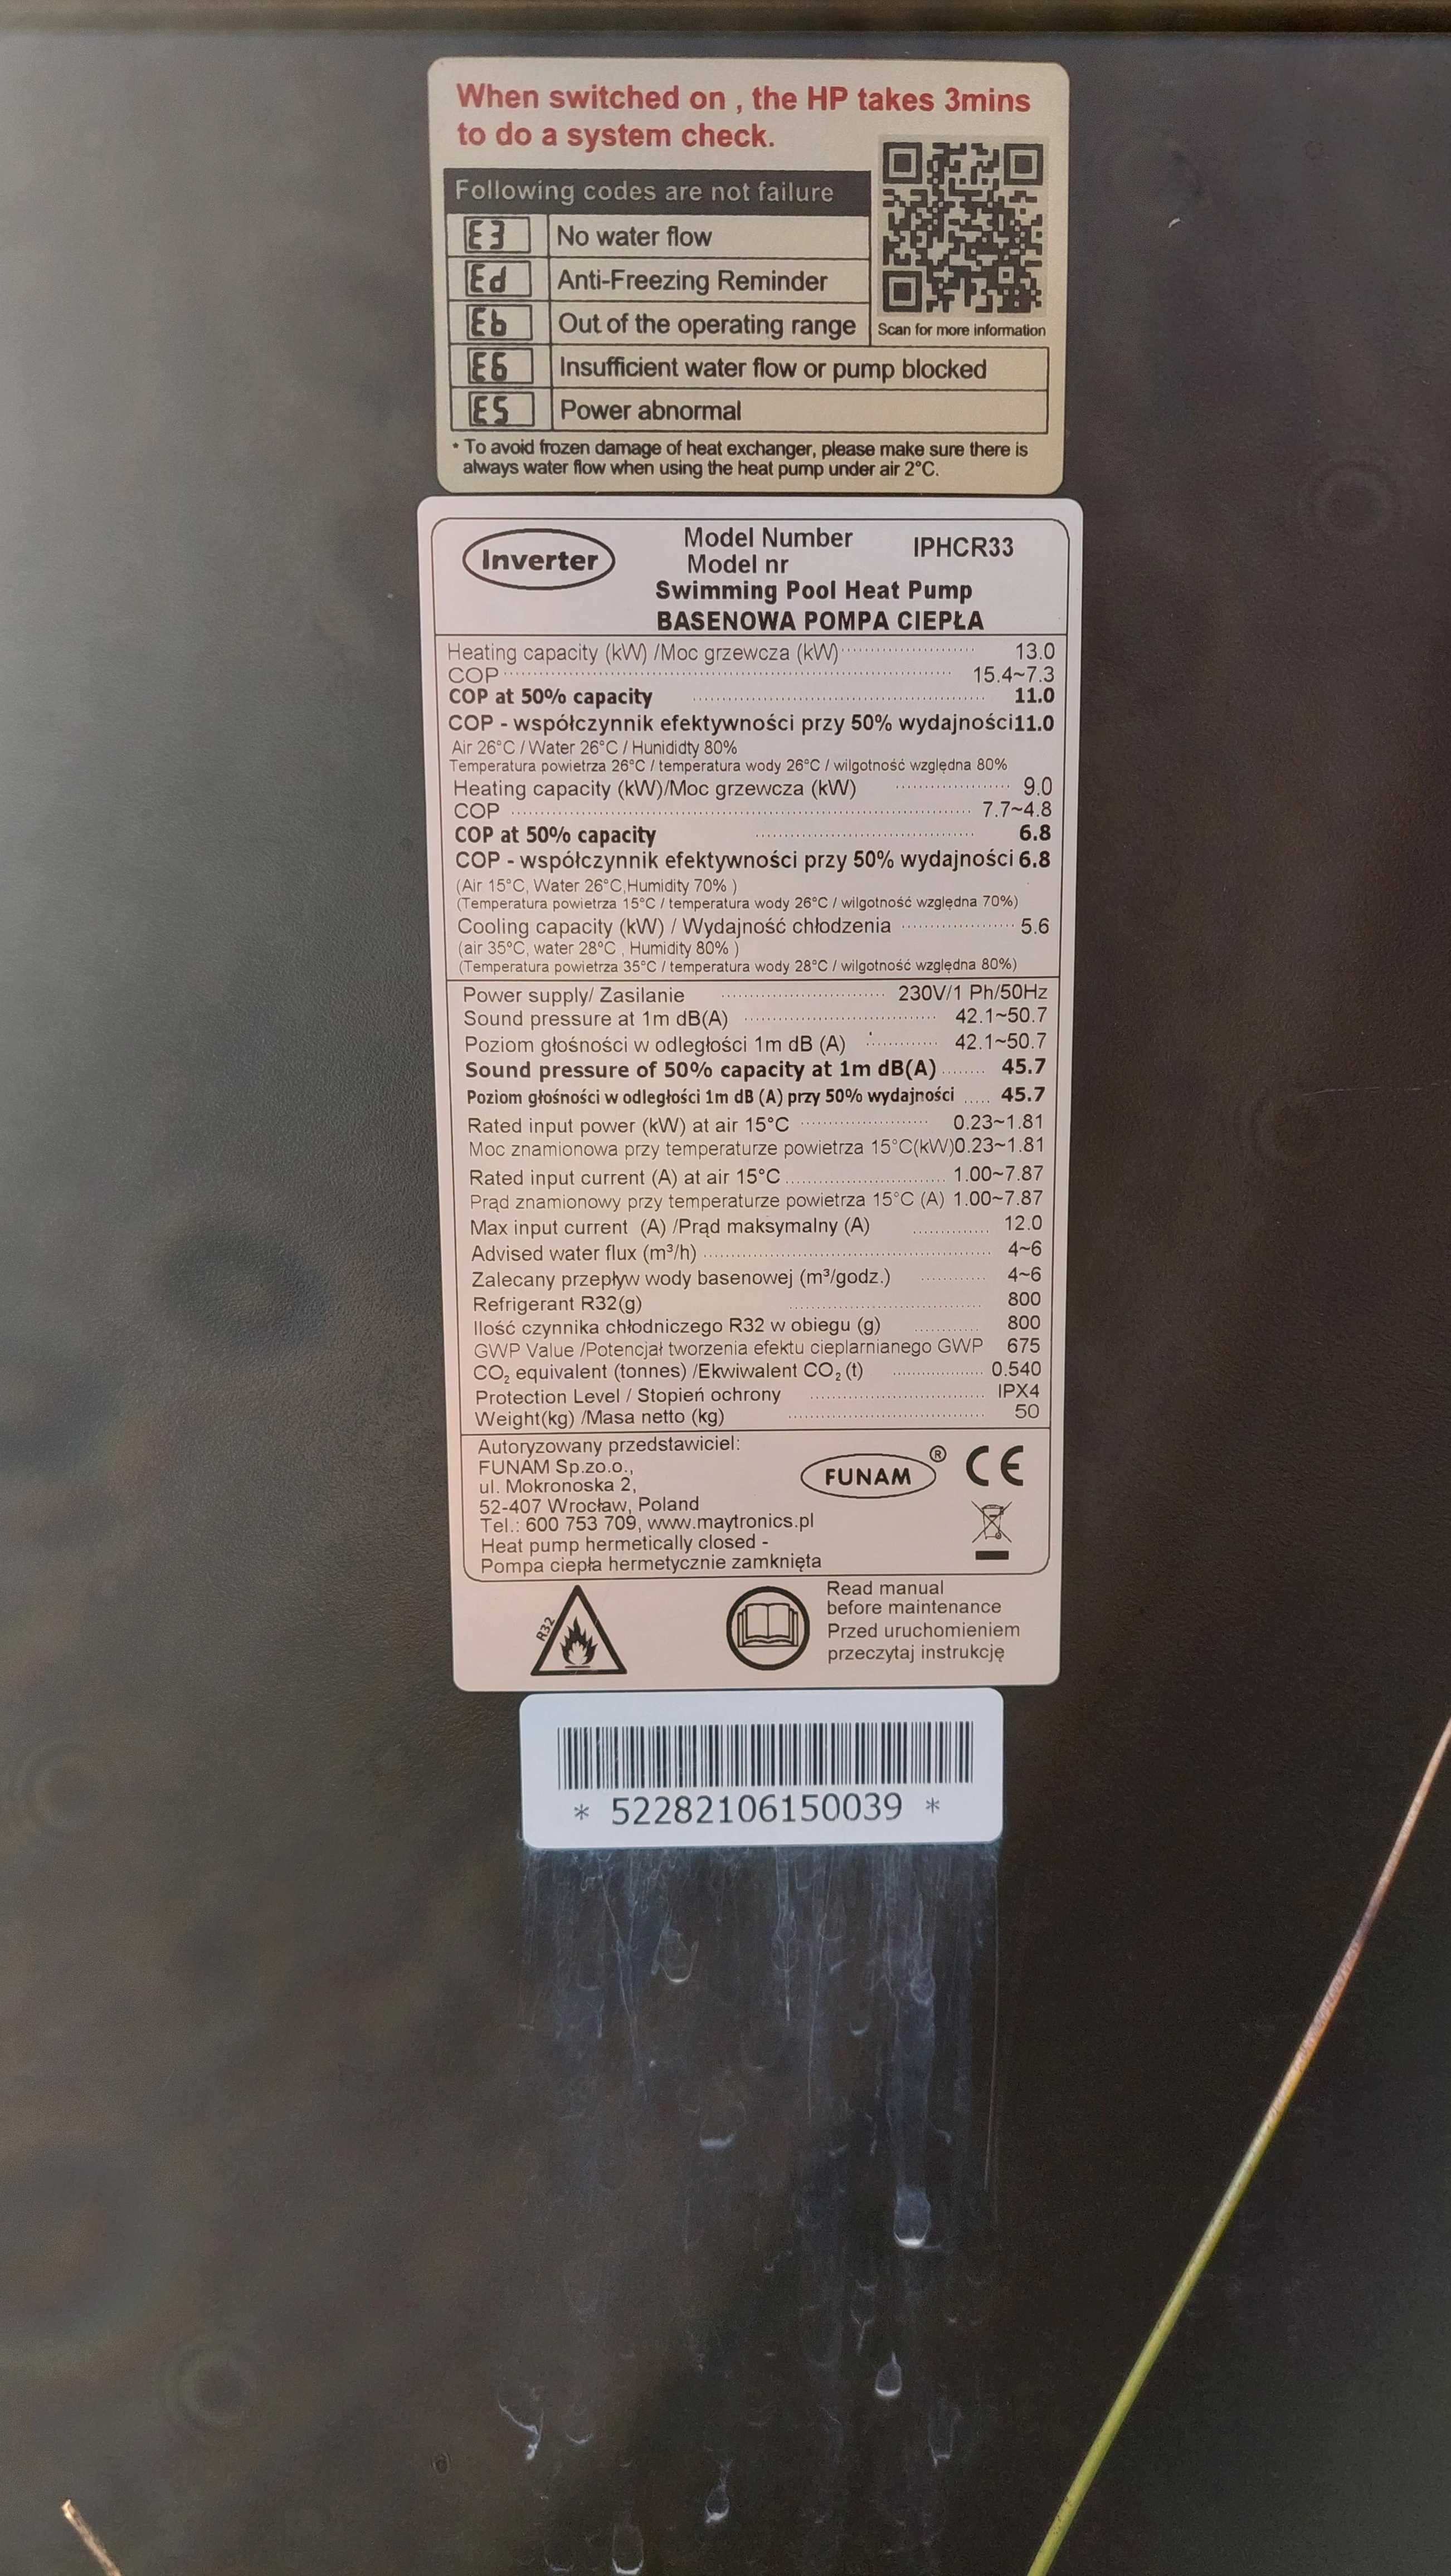 When switched on , the HP takes 3mins
to do a system check.
Following codes are not failure
E3 No water flow
Ed Anti-Freezing Reminder
Eb Out of the operating range
Scan for more information
E6 Insufficient water flow or pump blocked
E5 Power abnormal
* To avoid frozen damage of heat exchanger, please make sure there is
always water flow when using the heat pump under air 2°C.
Inverter
Model Number IPHCR33
Model nr
Swimming Pool Heat Pump
BASENOWA POMPA CIEPŁA
Heating capacity (kW) /Moc grzewcza (kW) 13.0
COP 15.4~7.3
COP at 50% capacity 11.0
COP - współczynnik efektywności przy 50% wydajności 11.0
Air 26°C / Water 26°C / Hunididty 80%
Temperatura powietrza 26°C / temperatura wody 26°C / wilgotność względna 80%
Heating capacity (kW)/Moc grzewcza (kW) 9.0
COP 7.7~4.8
COP at 50% capacity 6.8
COP - współczynnik efektywności przy 50% wydajności 6.8
(Air 15°C, Water 26°C,Humidity 70% )
(Temperatura powietrza 15°C / temperatura wody 26°C / wilgotność względna 70%)
Cooling capacity (kW) / Wydajność chłodzenia 5.6
(air 35°C, water 28°C , Humidity 80% )
(Temperatura powietrza 35°C / temperatura wody 28°C / wilgotność względna 80%)
Power supply/ Zasilanie 230V/1 Ph/50Hz
Sound pressure at 1m dB(A) 42.1~50.7
Poziom głośności w odległości 1m dB (A) 42.1~50.7
Sound pressure of 50% capacity at 1m dB(A) 45.7
Poziom głośności w odległości 1m dB (A) przy 50% wydajności 45.7
Rated input power (kW) at air 15°C 0.23~1.81
Moc znamionowa przy temperaturze powietrza 15°C(kW) 0.23~1.81
Rated input current (A) at air 15°C 1.00~7.87
Prąd znamionowy przy temperaturze powietrza 15°C (A) 1.00~7.87
Max input current (A) /Prąd maksymalny (A) 12.0
Advised water flux (m³/h) 4~6
Zalecany przepływ wody basenowej (m³/godz.) 4~6
Refrigerant R32(g) 800
Ilość czynnika chłodniczego R32 w obiegu (g) 800
GWP Value /Potencjał tworzenia efektu cieplarnianego GWP 675
CO₂ equivalent (tonnes) /Ekwiwalent CO₂ (t) 0.540
Protection Level / Stopień ochrony IPX4
Weight(kg) /Masa netto (kg) 50
Autoryzowany przedstawiciel:
FUNAM Sp.zo.o.,
ul. Mokronoska 2,
52-407 Wrocław, Poland
Tel.: 600 753 709, www.maytronics.pl
Heat pump hermetically closed -
Pompa ciepła hermetycznie zamknięta
FUNAM ® CE
R32
Read manual
before maintenance
Przed uruchomieniem
przeczytaj instrukcję
* 52282106150039 *